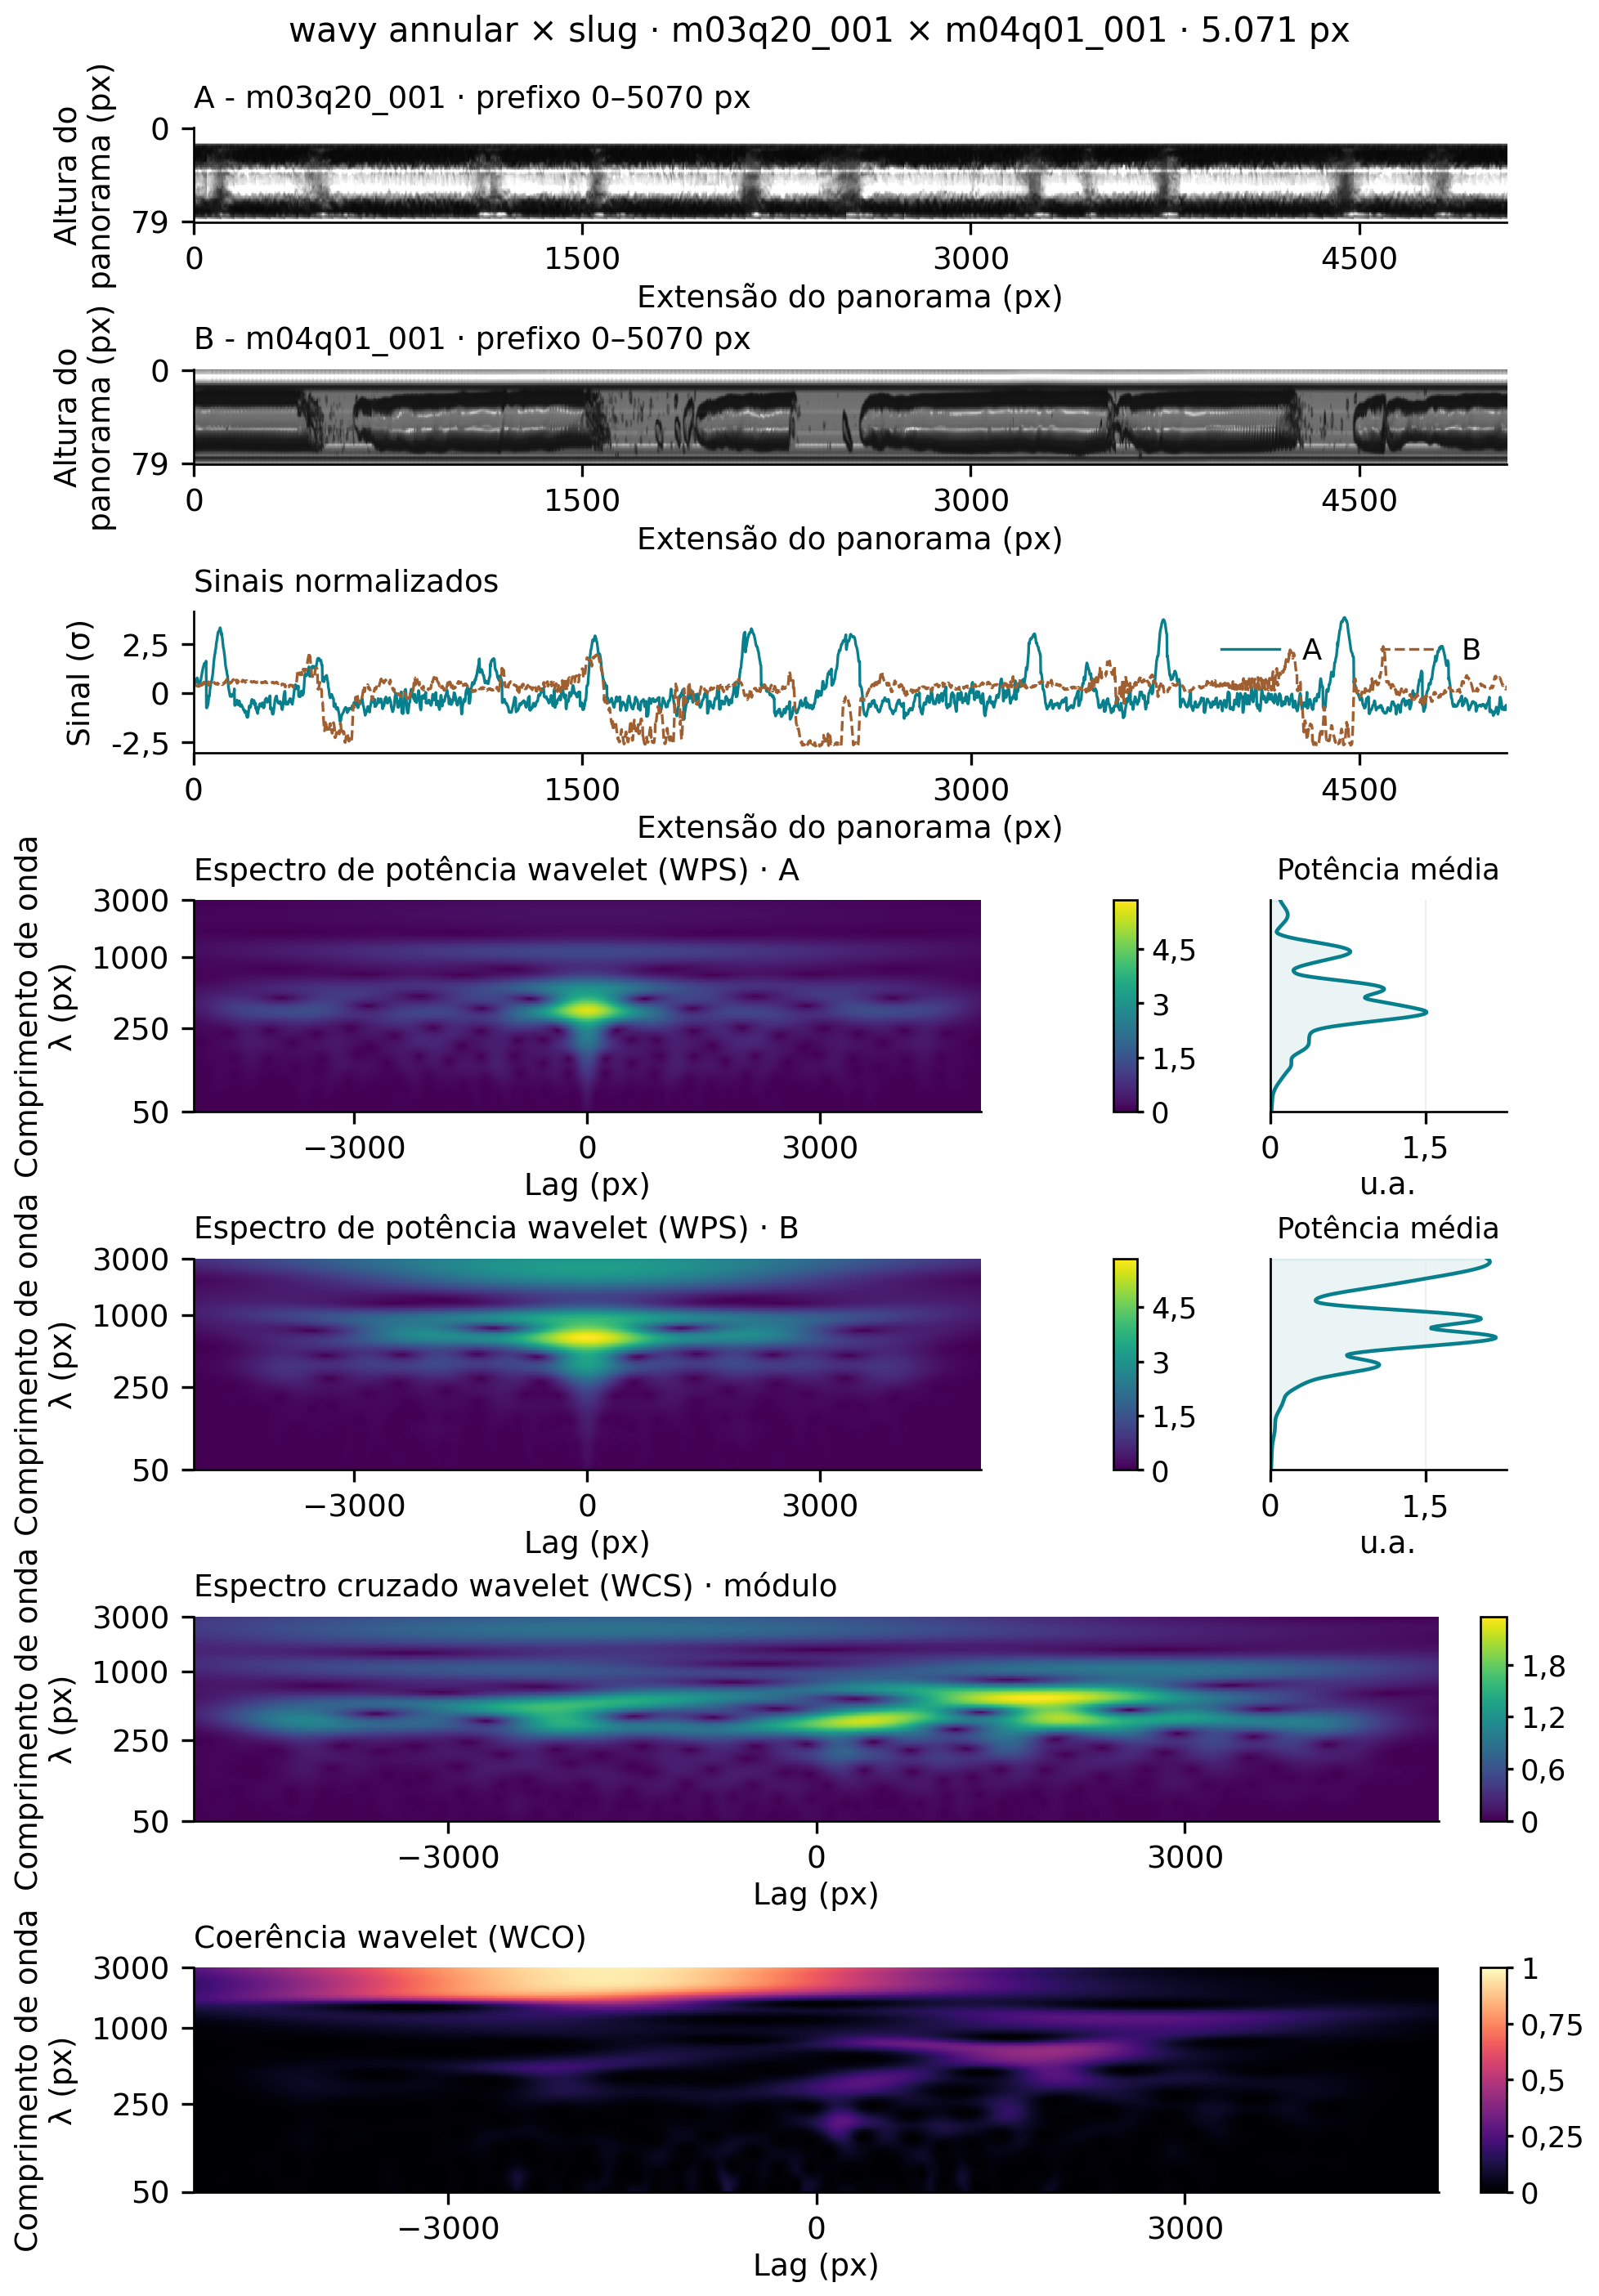 wavy annular × slug · m03q20_001 × m04q01_001 · 5.071 px
A - m03q20_001 · prefixo 0–5070 px
Altura do
panorama (px)
0
79
0
1500
3000
4500
Extensão do panorama (px)
B - m04q01_001 · prefixo 0–5070 px
Altura do
panorama (px)
0
79
0
1500
3000
4500
Extensão do panorama (px)
Sinais normalizados
Sinal (σ)
2,5
0
-2,5
A
B
0
1500
3000
4500
Extensão do panorama (px)
Espectro de potência wavelet (WPS) · A
Comprimento de onda
λ (px)
3000
1000
250
50
−3000
0
3000
Lag (px)
4,5
3
1,5
0
Potência média
0
1,5
u.a.
Espectro de potência wavelet (WPS) · B
Comprimento de onda
λ (px)
3000
1000
250
50
−3000
0
3000
Lag (px)
4,5
3
1,5
0
Potência média
0
1,5
u.a.
Espectro cruzado wavelet (WCS) · módulo
Comprimento de onda
λ (px)
3000
1000
250
50
−3000
0
3000
Lag (px)
1,8
1,2
0,6
0
Coerência wavelet (WCO)
Comprimento de onda
λ (px)
3000
1000
250
50
−3000
0
3000
Lag (px)
1
0,75
0,5
0,25
0